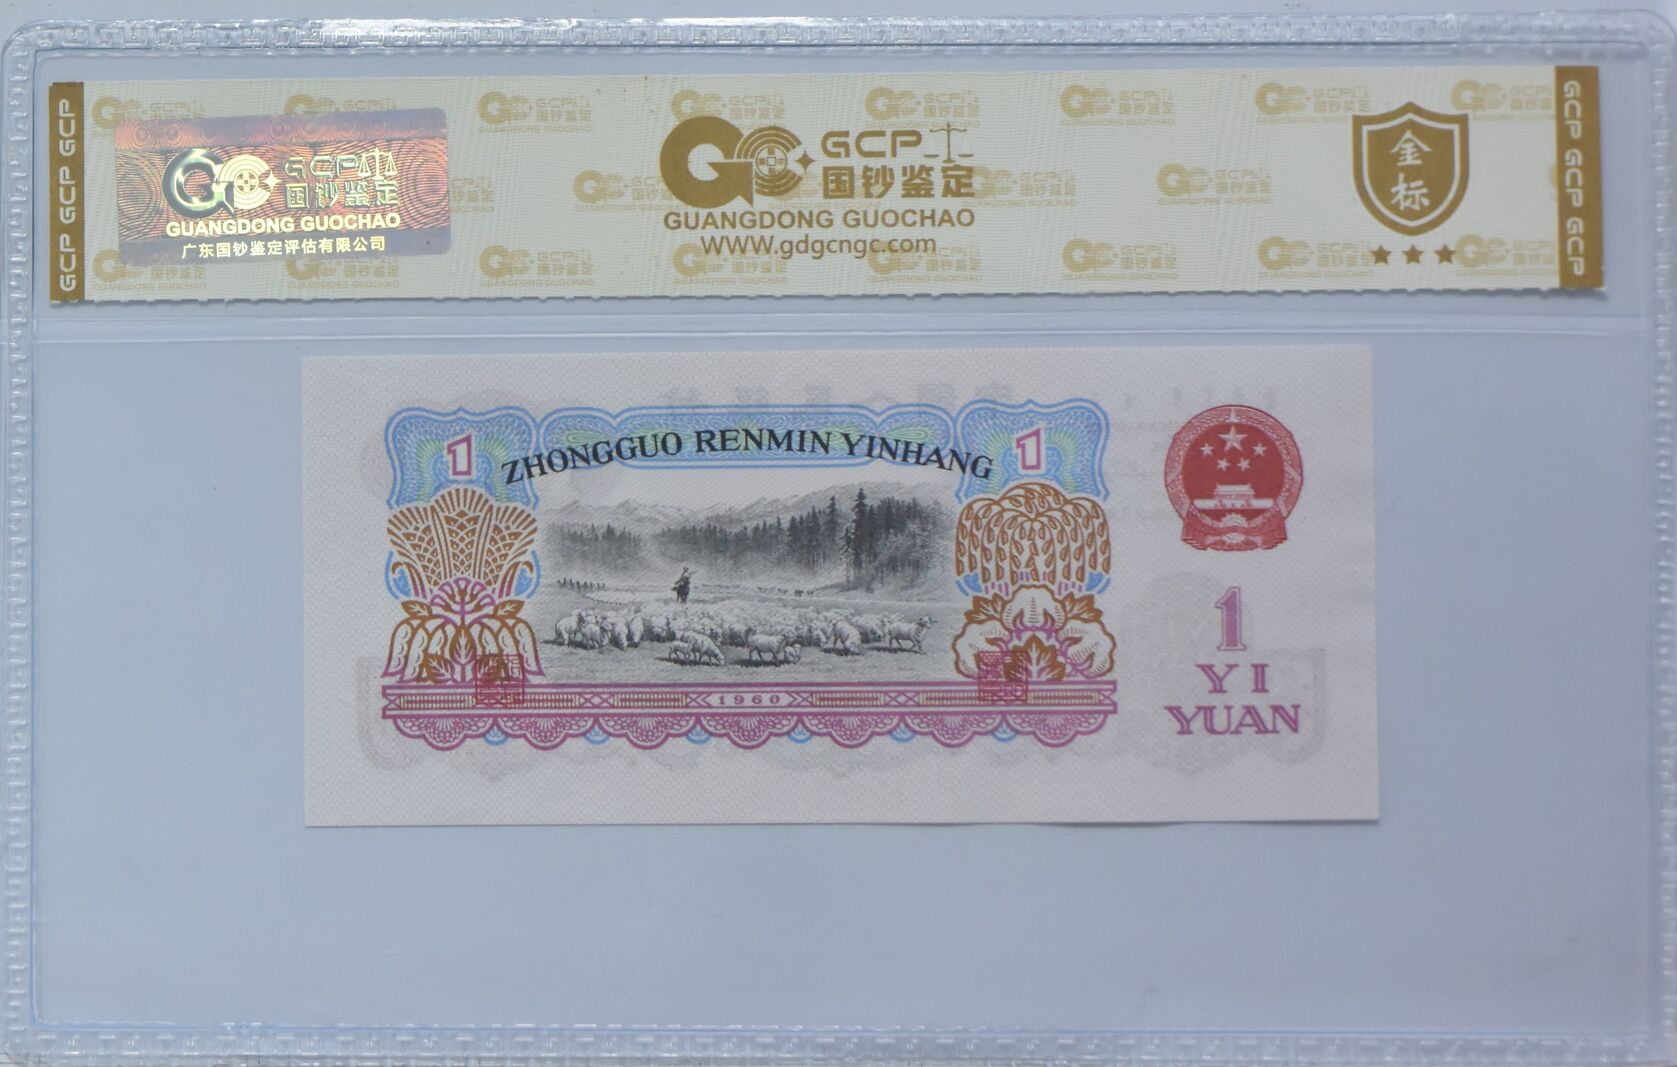 GCP GCP GCP
GCP
国钞鉴定
GUANGDONG GUOCHAO
广东国钞鉴定评估有限公司
GCP
国钞鉴定
GUANGDONG GUOCHAO
WWW.gdgcngc.com
金
标
GCP GCP GCP
ZHONGGUO RENMIN YINHANG
1
1
1960
1
YI
YUAN